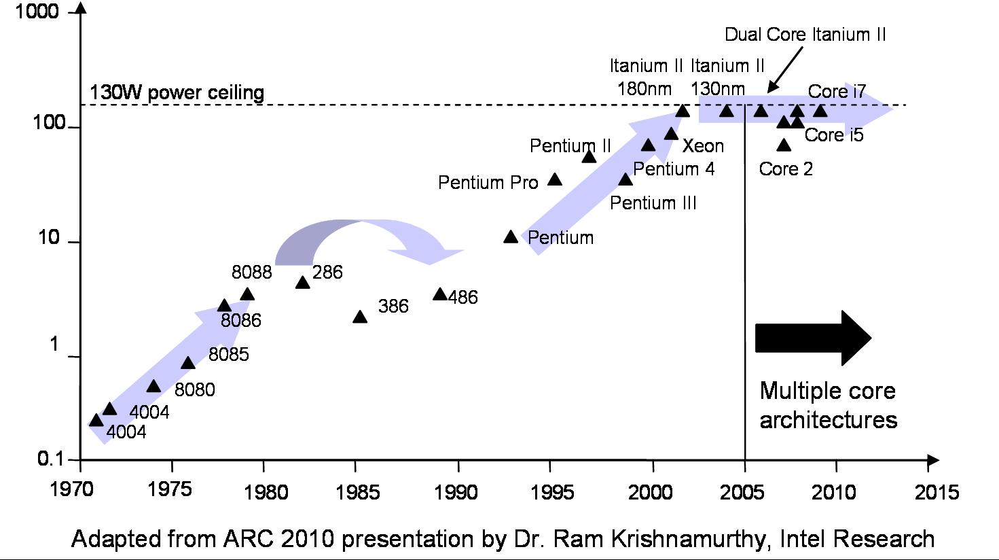 1000
Dual Core Itanium II
Itanium II Itanium II
180nm 130nm
130W power ceiling
Core i7
100
Core i5
Pentium II
Xeon
Pentium 4
Core 2
Pentium Pro
Pentium III
10
Pentium
8088
286
386
486
8086
1
8085
8080
Multiple core
architectures
4004
4004
0.1
1970 1975 1980 1985 1990 1995 2000 2005 2010 2015
Adapted from ARC 2010 presentation by Dr. Ram Krishnamurthy, Intel Research